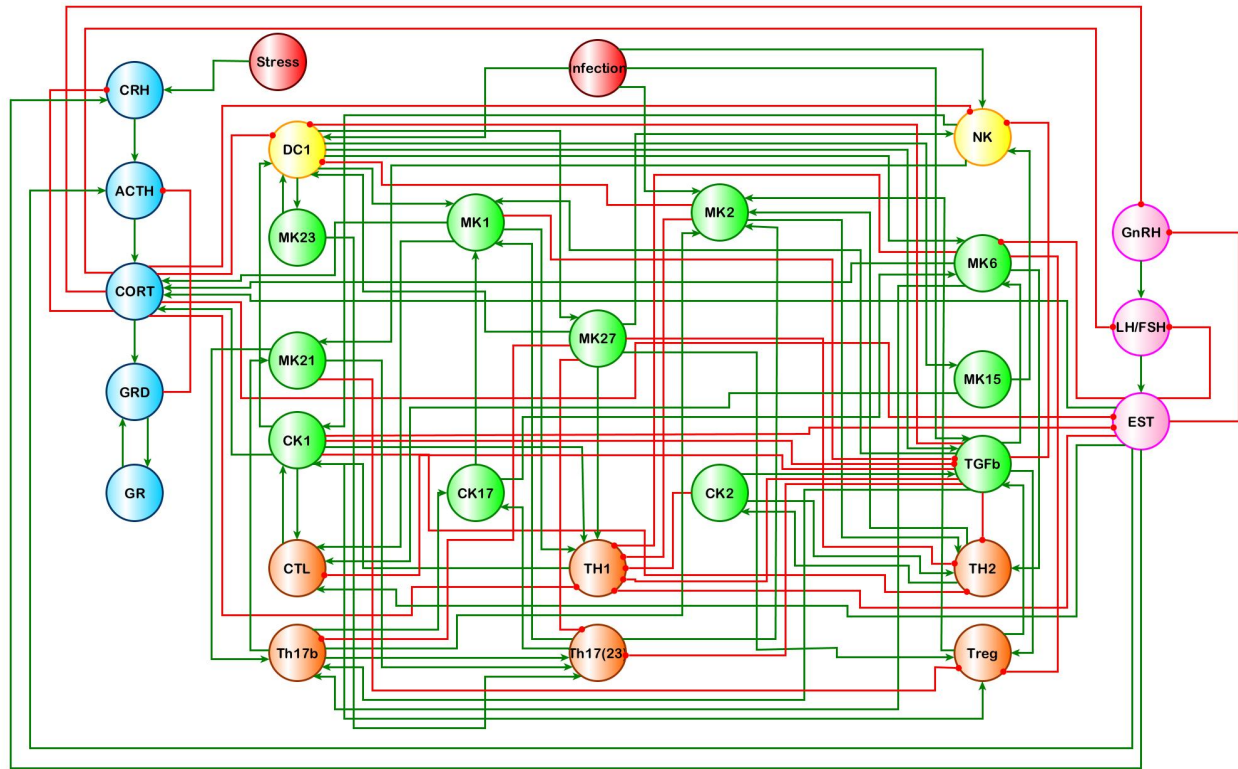 Stress
Infection
CRH
DC1
NK
ACTH
MK23
MK1
MK2
GnRH
MK6
CORT
LH/FSH
MK27
MK21
MK15
GRD
EST
CK1
TGFb
GR
CK17
CK2
CTL
TH1
TH2
Th17b
Th17(23)
Treg